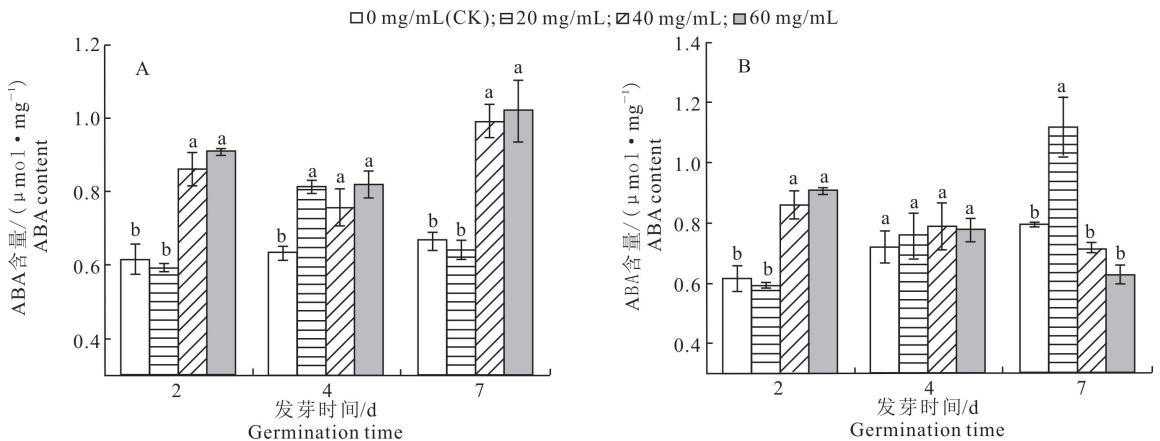 0 mg/mL(CK); 20 mg/mL; 40 mg/mL; 60 mg/mL
A
ABA含量/(μmol·mg⁻¹)
ABA content
1.2
1.0
0.8
0.6
0.4
b b a a
b a a a
b b a a
2 4 7
发芽时间/d
Germination time
B
ABA含量/(μmol·mg⁻¹)
ABA content
1.4
1.2
1.0
0.8
0.6
0.4
b b a a
a a a a
b a b b
2 4 7
发芽时间/d
Germination time